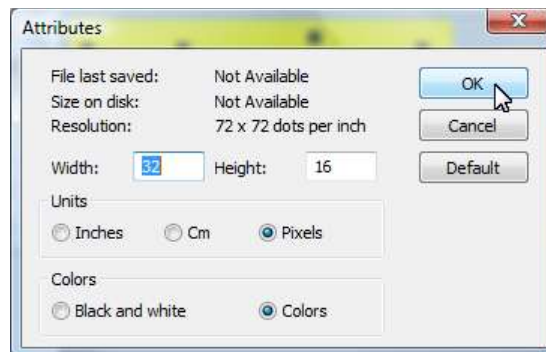 Attributes
File last saved: Not Available
Size on disk: Not Available
Resolution: 72 x 72 dots per inch
Width: 32 Height: 16
Units
Inches Cm Pixels
Colors
Black and white Colors
OK
Cancel
Default